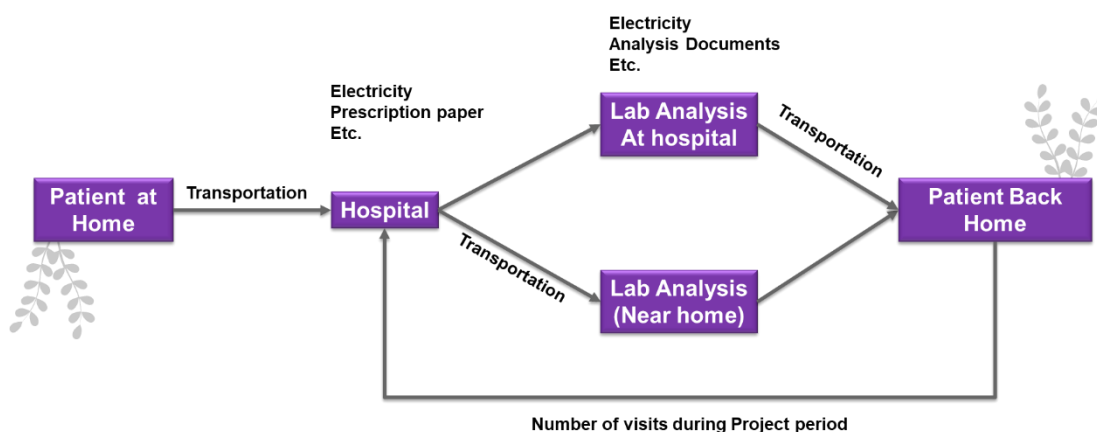 Electricity
Analysis Documents
Etc.
Electricity
Prescription paper
Etc.
Lab Analysis
At hospital
Transportation
Patient at
Home
Transportation
Hospital
Patient Back
Home
Transportation
Lab Analysis
(Near home)
Number of visits during Project period